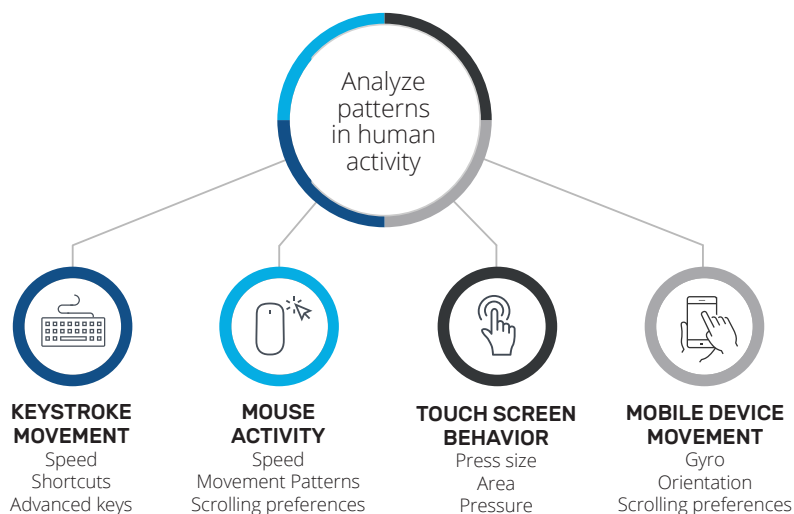 Analyze
patterns
in human
activity
KEYSTROKE
MOVEMENT
Speed
Shortcuts
Advanced keys
MOUSE
ACTIVITY
Speed
Movement Patterns
Scrolling preferences
TOUCH SCREEN
BEHAVIOR
Press size
Area
Pressure
MOBILE DEVICE
MOVEMENT
Gyro
Orientation
Scrolling preferences